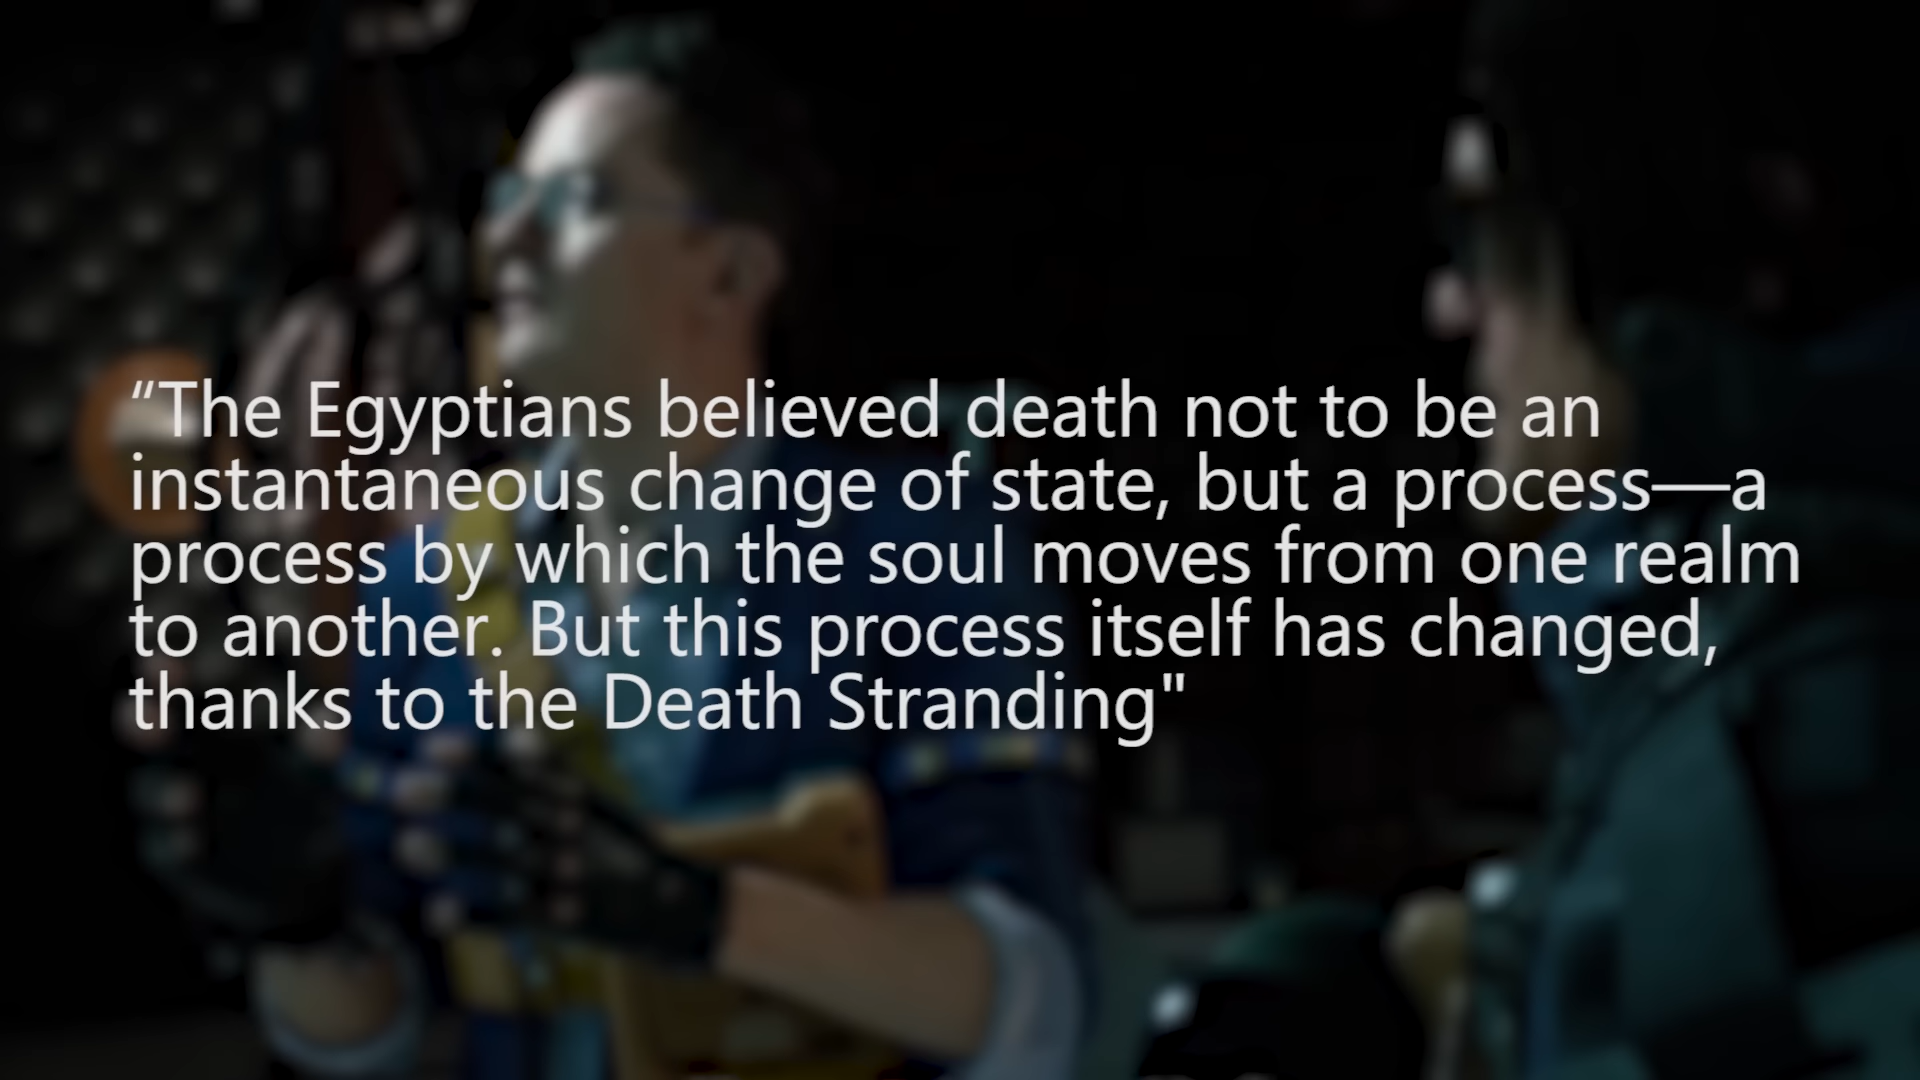 “The Egyptians believed death not to be an
instantaneous change of state, but a process—a
process by which the soul moves from one realm
to another. But this process itself has changed,
thanks to the Death Stranding"